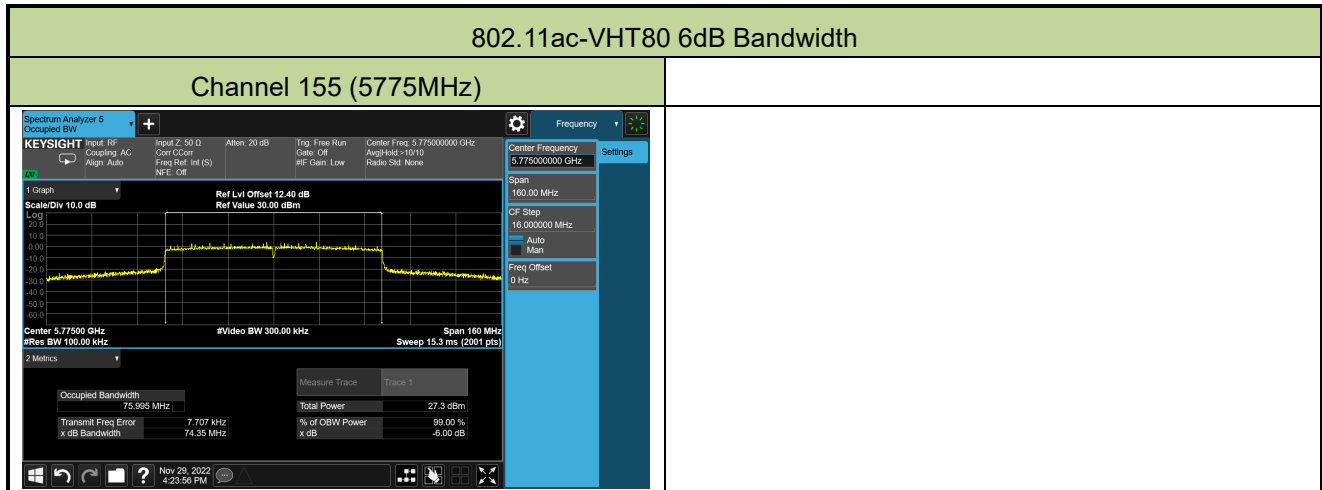 802.11ac-VHT80 6dB Bandwidth
Channel 155 (5775MHz)
Spectrum Analyzer 5
Occupied BW
Frequency
KEYSIGHT
Input: RF
Coupling: AC
Align: Auto
Input Z: 50 Ω
Corr CCorr
Freq Ref: Int (S)
NFE: Off
Atten: 20 dB
Trig: Free Run
Gate: Off
#IF Gain: Low
Center Freq: 5.775000000 GHz
Avg|Hold:>10/10
Radio Std: None
LXI
Center Frequency
5.775000000 GHz
Settings
Span
160.00 MHz
CF Step
16.000000 MHz
Auto
Man
Freq Offset
0 Hz
1 Graph
Scale/Div 10.0 dB
Ref Lvl Offset 12.40 dB
Ref Value 30.00 dBm
Log
20.0
10.0
0.00
-10.0
-20.0
-30.0
-40.0
-50.0
-60.0
Center 5.77500 GHz
#Res BW 100.00 kHz
#Video BW 300.00 kHz
Span 160 MHz
Sweep 15.3 ms (2001 pts)
2 Metrics
Measure Trace
Trace 1
Occupied Bandwidth
75.995 MHz
Total Power
27.3 dBm
Transmit Freq Error
7.707 kHz
% of OBW Power
99.00 %
x dB Bandwidth
74.35 MHz
x dB
-6.00 dB
Nov 29, 2022
4:23:56 PM